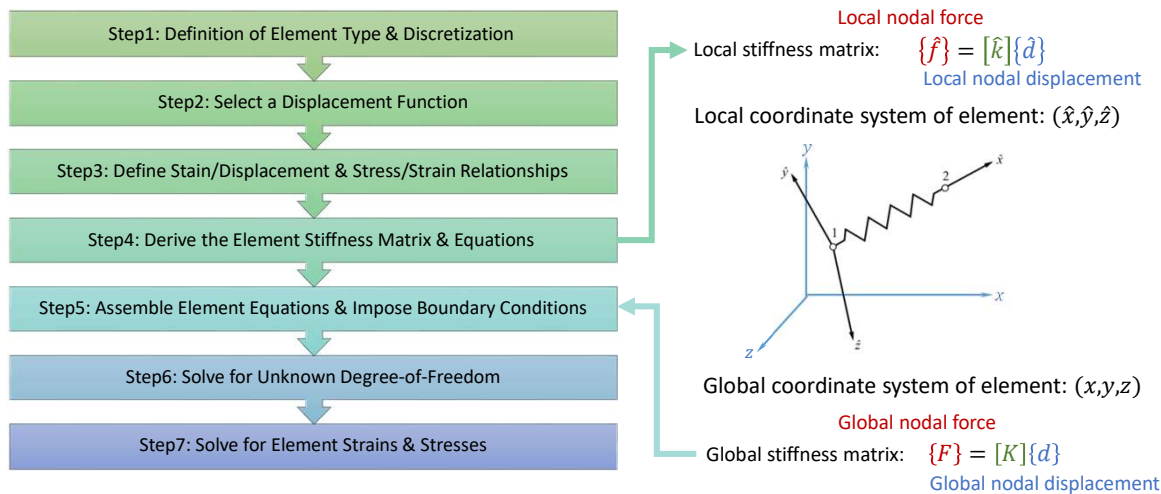 Step1: Definition of Element Type & Discretization
Step2: Select a Displacement Function
Step3: Define Stain/Displacement & Stress/Strain Relationships
Step4: Derive the Element Stiffness Matrix & Equations
Step5: Assemble Element Equations & Impose Boundary Conditions
Step6: Solve for Unknown Degree-of-Freedom
Step7: Solve for Element Strains & Stresses
Local nodal force
Local stiffness matrix: {f̂} = [k̂]{d̂}
Local nodal displacement
Local coordinate system of element: (x̂,ŷ,ẑ)
y
ŷ
2
x̂
1
x
ẑ
z
Global coordinate system of element: (x,y,z)
Global nodal force
Global stiffness matrix: {F} = [K]{d}
Global nodal displacement